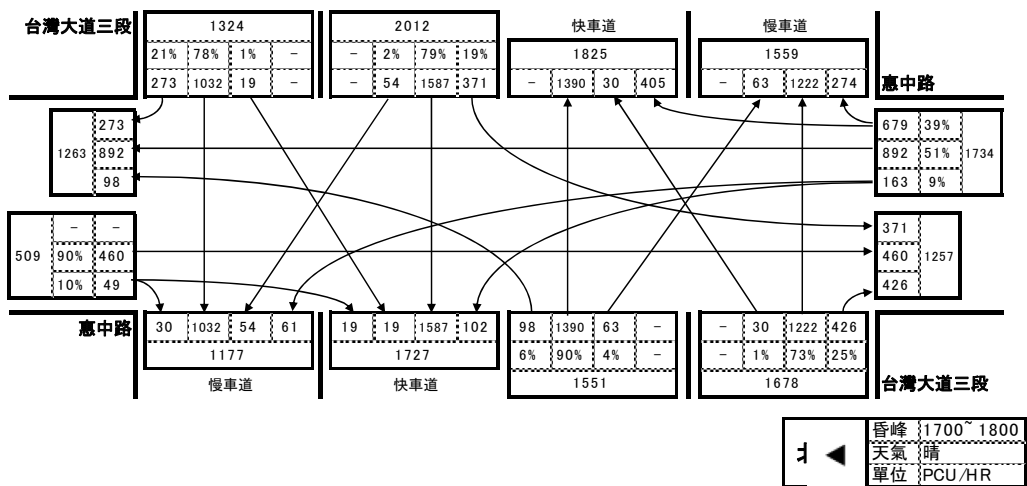 台灣大道三段 1324 2012 快車道 慢車道
1825 1559
21% 78% 1% - - 2% 79% 19%
273 1032 19 - - 54 1587 371 - 1390 30 405 - 63 1222 274
惠中路
273 679 39%
1263 892 892 51% 1734
98 163 9%
- - 371
509 90% 460 460 1257
10% 49 426
惠中路 30 1032 54 61 19 19 1587 102 98 1390 63 - - 30 1222 426
1177 1727 6% 90% 4% - - 1% 73% 25%
慢車道 快車道 1551 1678 台灣大道三段
昏峰 1700~1800
北 ◀ 天氣 晴
單位 PCU/HR